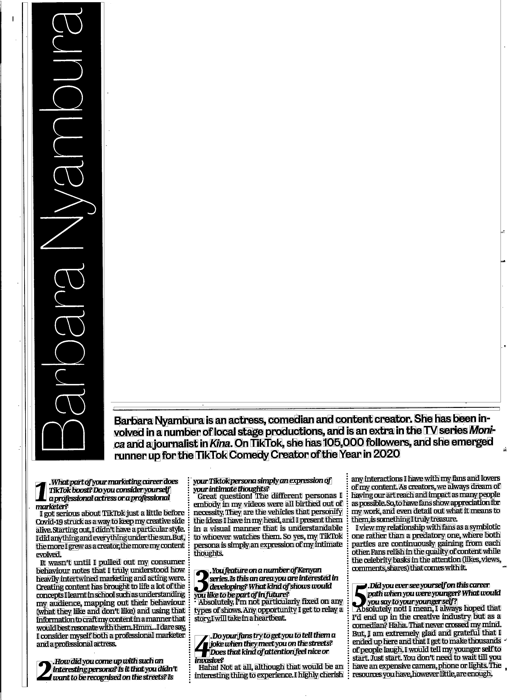 Barbara Nyambura
Barbara Nyambura is an actress, comedian and content creator. She has been in-
volved in a number of local stage productions, and is an extra in the TV series Moni-
ca and a journalist in Kina. On TikTok, she has 105,000 followers, and she emerged
runner up for the TikTok Comedy Creator of the Year in 2020
1 .What part of your marketing career does
TikTok boost? Do you consider yourself
a professional actress or a professional
marketer?
I got serious about TikTok just a little before
Covid-19 struck as a way to keep my creative side
alive. Starting out, I didn't have a particular style.
I did anything and everything under the sun. But,
the more I grew as a creator, the more my content
evolved.
It wasn't until I pulled out my consumer
behaviour notes that I truly understood how
heavily intertwined marketing and acting were.
Creating content has brought to life a lot of the
concepts I learnt in school such as understanding
my audience, mapping out their behaviour
(what they like and don't like) and using that
information to craft my content in a manner that
would best resonate with them. Hmm...I dare say,
I consider myself both a professional marketer
and a professional actress.
2 .How did you come up with such an
interesting persona? Is it that you didn't
want to be recognised on the streets? Is
your Tiktok persona simply an expression of
your intimate thoughts?
Great question! The different personas I
embody in my videos were all birthed out of
necessity. They are the vehicles that personify
the ideas I have in my head, and I present them
in a visual manner that is understandable
to whoever watches them. So yes, my TikTok
persona is simply an expression of my intimate
thoughts.
3 .You feature on a number of Kenyan
series. Is this an area you are interested in
developing? What kind of shows would
you like to be part of in future?
Absolutely, I'm not particularly fixed on any
types of shows. Any opportunity I get to relay a
story, I will take in a heartbeat.
4 .Do your fans try to get you to tell them a
joke when they meet you on the streets?
Does that kind of attention feel nice or
invasive?
Haha! Not at all, although that would be an
interesting thing to experience. I highly cherish
any interactions I have with my fans and lovers
of my content. As creators, we always dream of
having our art reach and impact as many people
as possible. So, to have fans show appreciation for
my work, and even detail out what it means to
them, is something I truly treasure.
I view my relationship with fans as a symbiotic
one rather than a predatory one, where both
parties are continuously gaining from each
other. Fans relish in the quality of content while
the celebrity basks in the attention (likes, views,
comments, shares) that comes with it.
5 .Did you ever see yourself on this career
path when you were younger? What would
you say to your younger self?
Absolutely not! I mean, I always hoped that
I'd end up in the creative industry but as a
comedian? Haha. That never crossed my mind.
But, I am extremely glad and grateful that I
ended up here and that I get to make thousands
of people laugh. I would tell my younger self to
start. Just start. You don't need to wait till you
have an expensive camera, phone or lights. The
resources you have, however little, are enough.